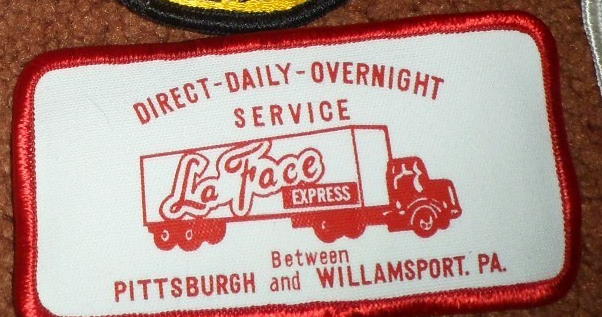 DIRECT-DAILY-OVERNIGHT
SERVICE
La Face
EXPRESS
Between
PITTSBURGH and WILLAMSPORT. PA.